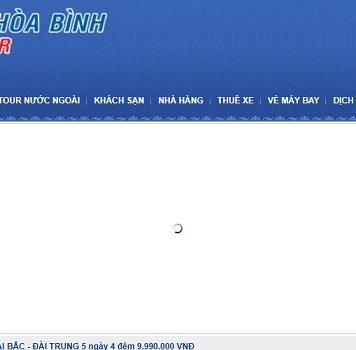 HÒA BÌNH
R
TOUR NƯỚC NGOÀI | KHÁCH SẠN | NHÀ HÀNG | THUÊ XE | VÉ MÁY BAY | DỊCH
BẮC - ĐÀI TRUNG 5 ngày 4 đêm 9.990.000 VNĐ